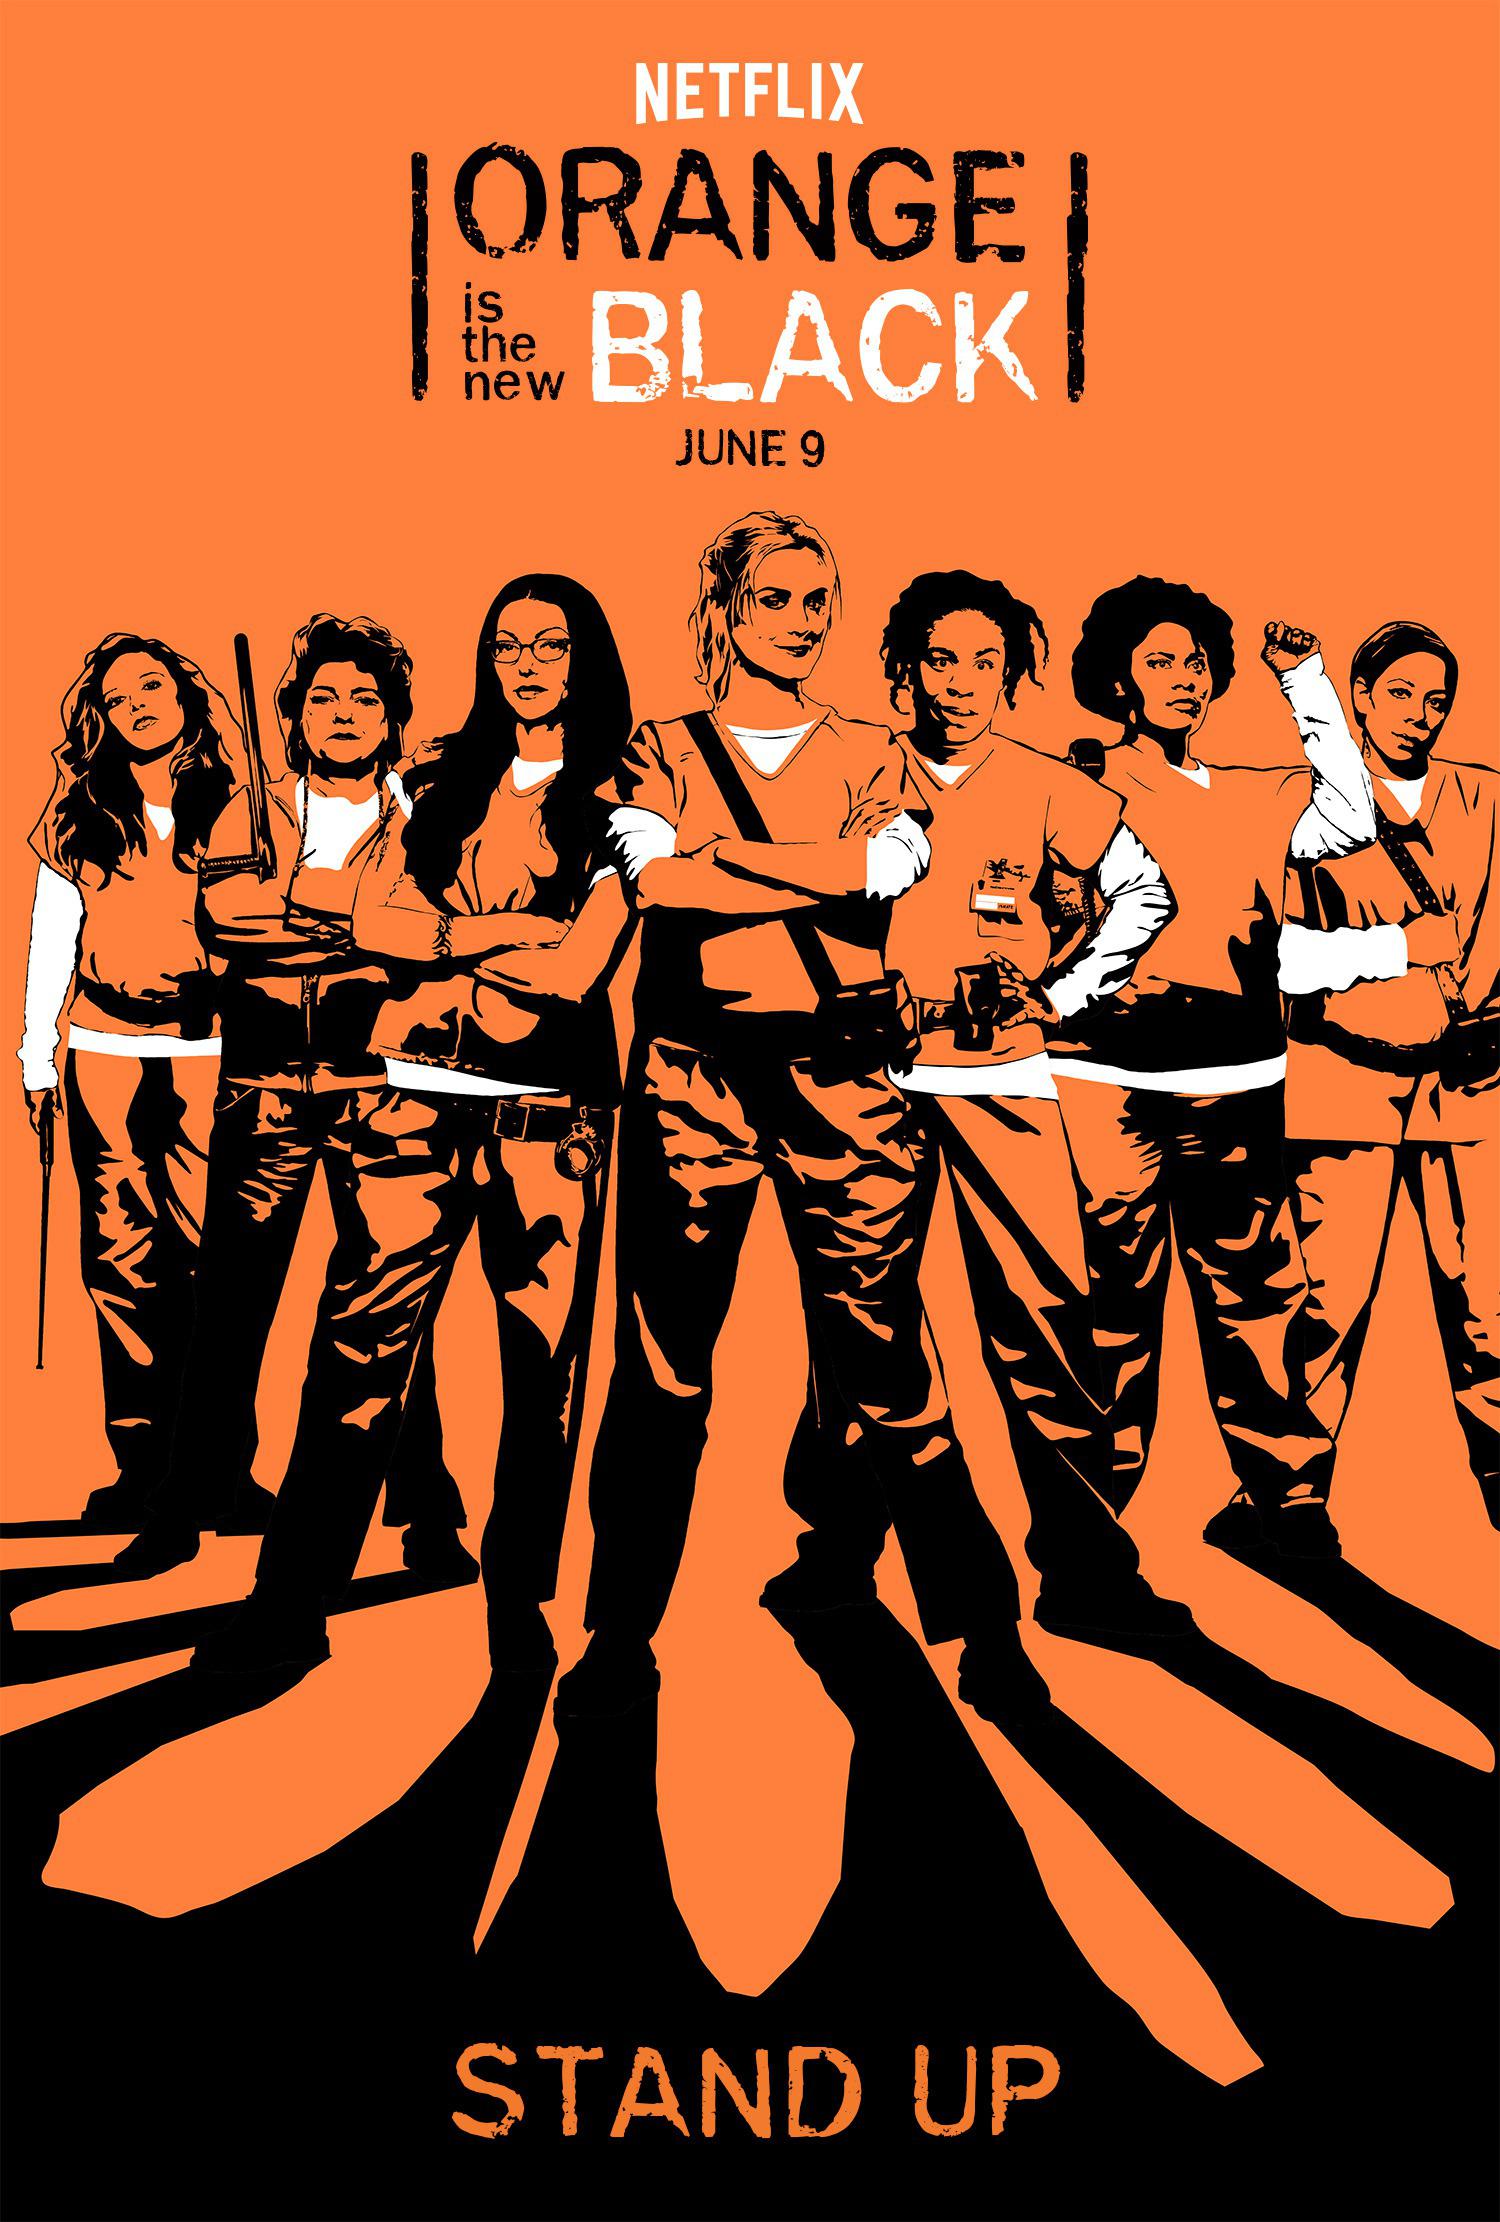 NETFLIX
ORANGE
is
the
new BLACK
JUNE 9
STAND UP